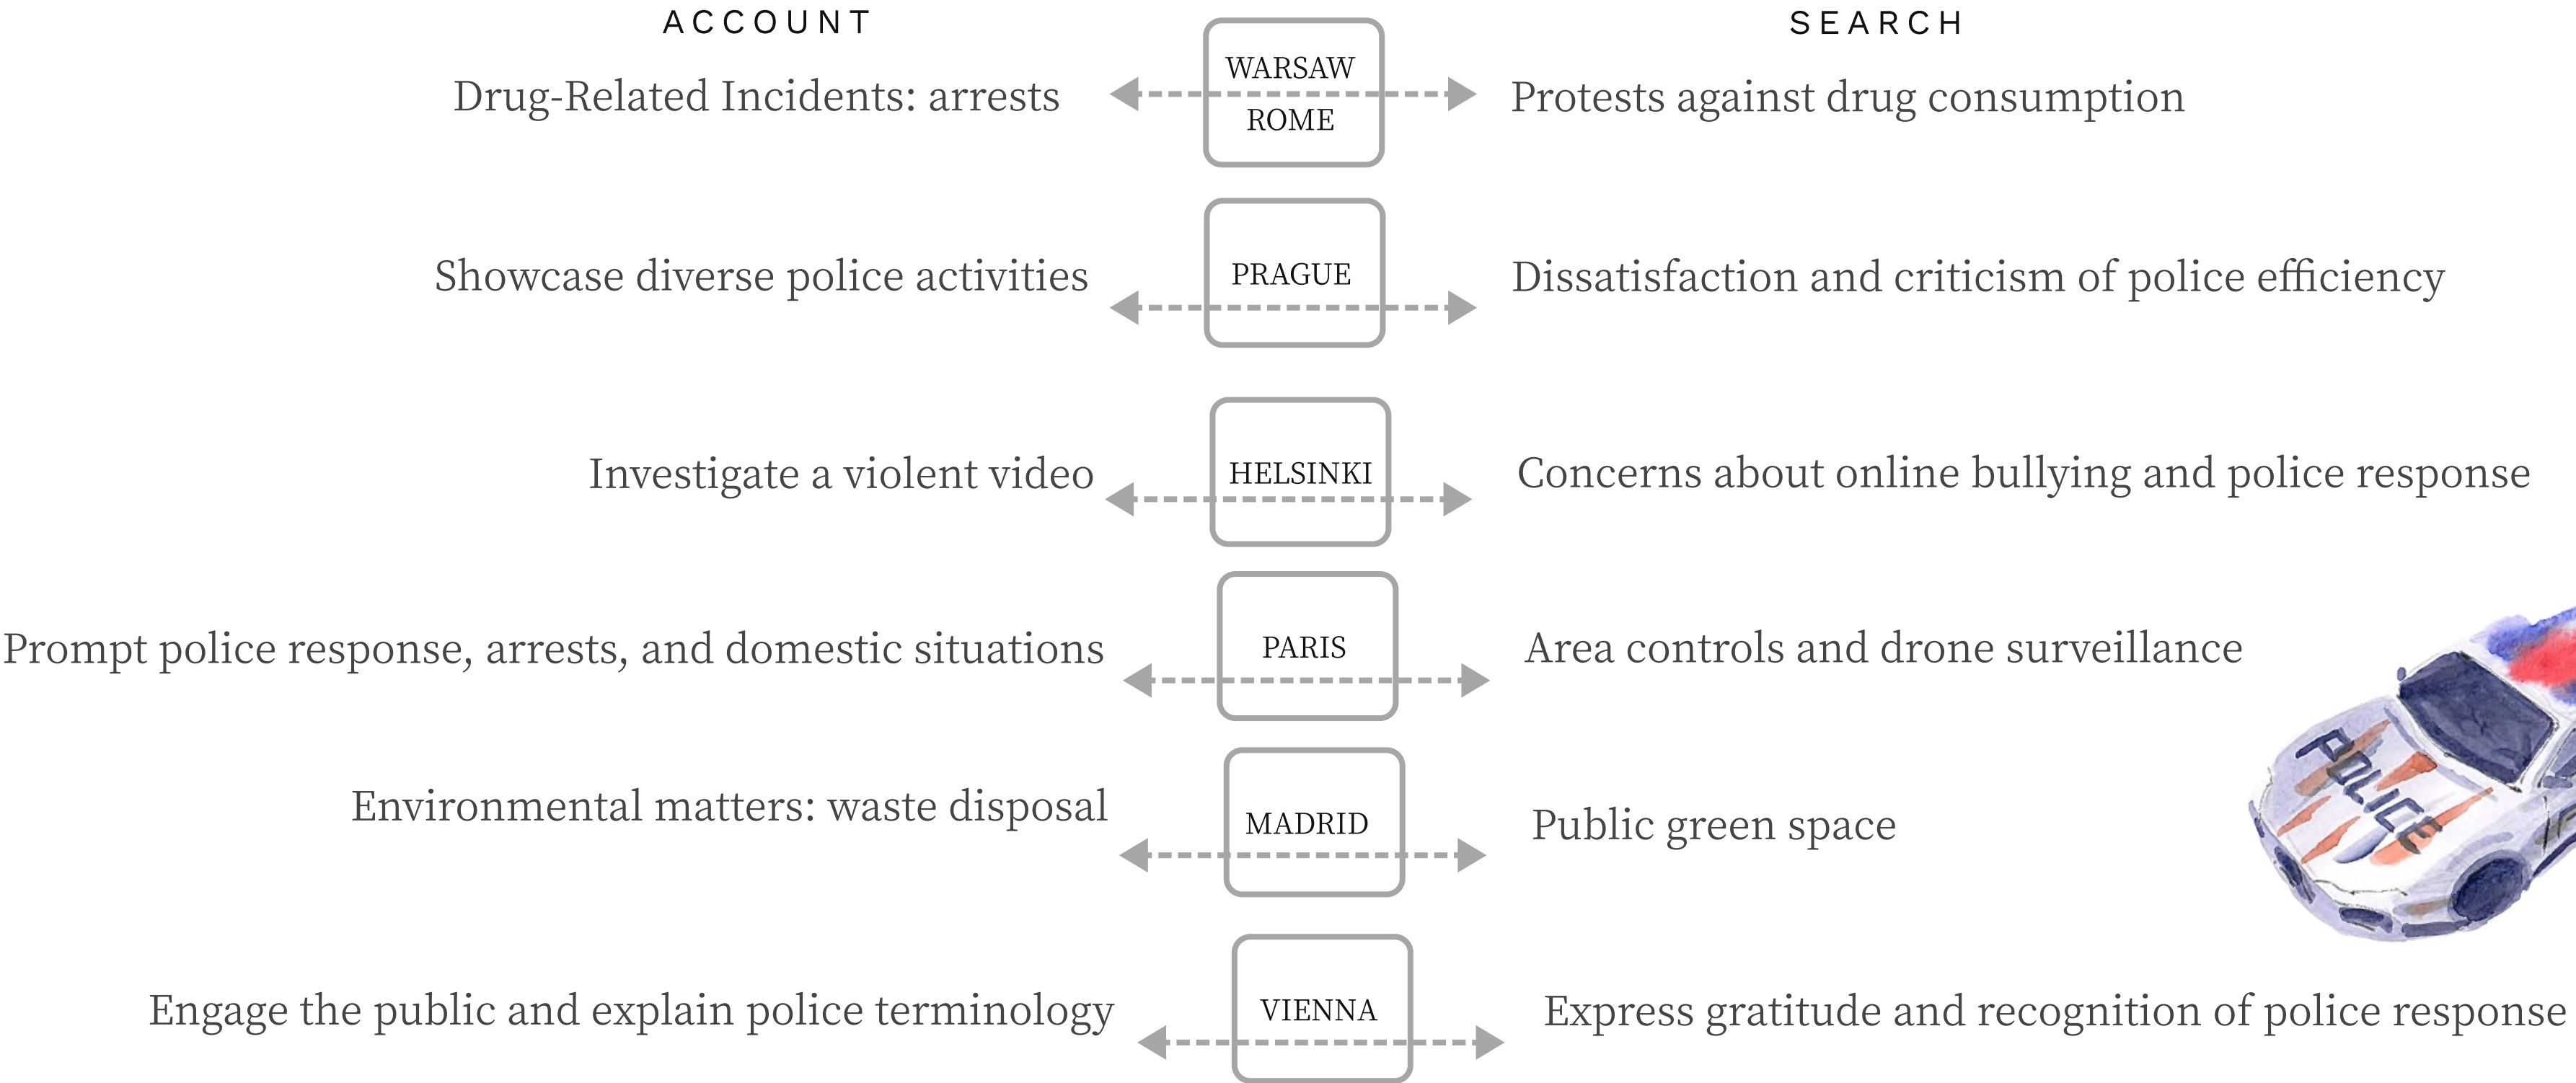 ACCOUNT
SEARCH
Drug-Related Incidents: arrests
WARSAW
ROME
Protests against drug consumption
Showcase diverse police activities
PRAGUE
Dissatisfaction and criticism of police efficiency
Investigate a violent video
HELSINKI
Concerns about online bullying and police response
Prompt police response, arrests, and domestic situations
PARIS
Area controls and drone surveillance
Environmental matters: waste disposal
MADRID
Public green space
POLICE
Engage the public and explain police terminology
VIENNA
Express gratitude and recognition of police response